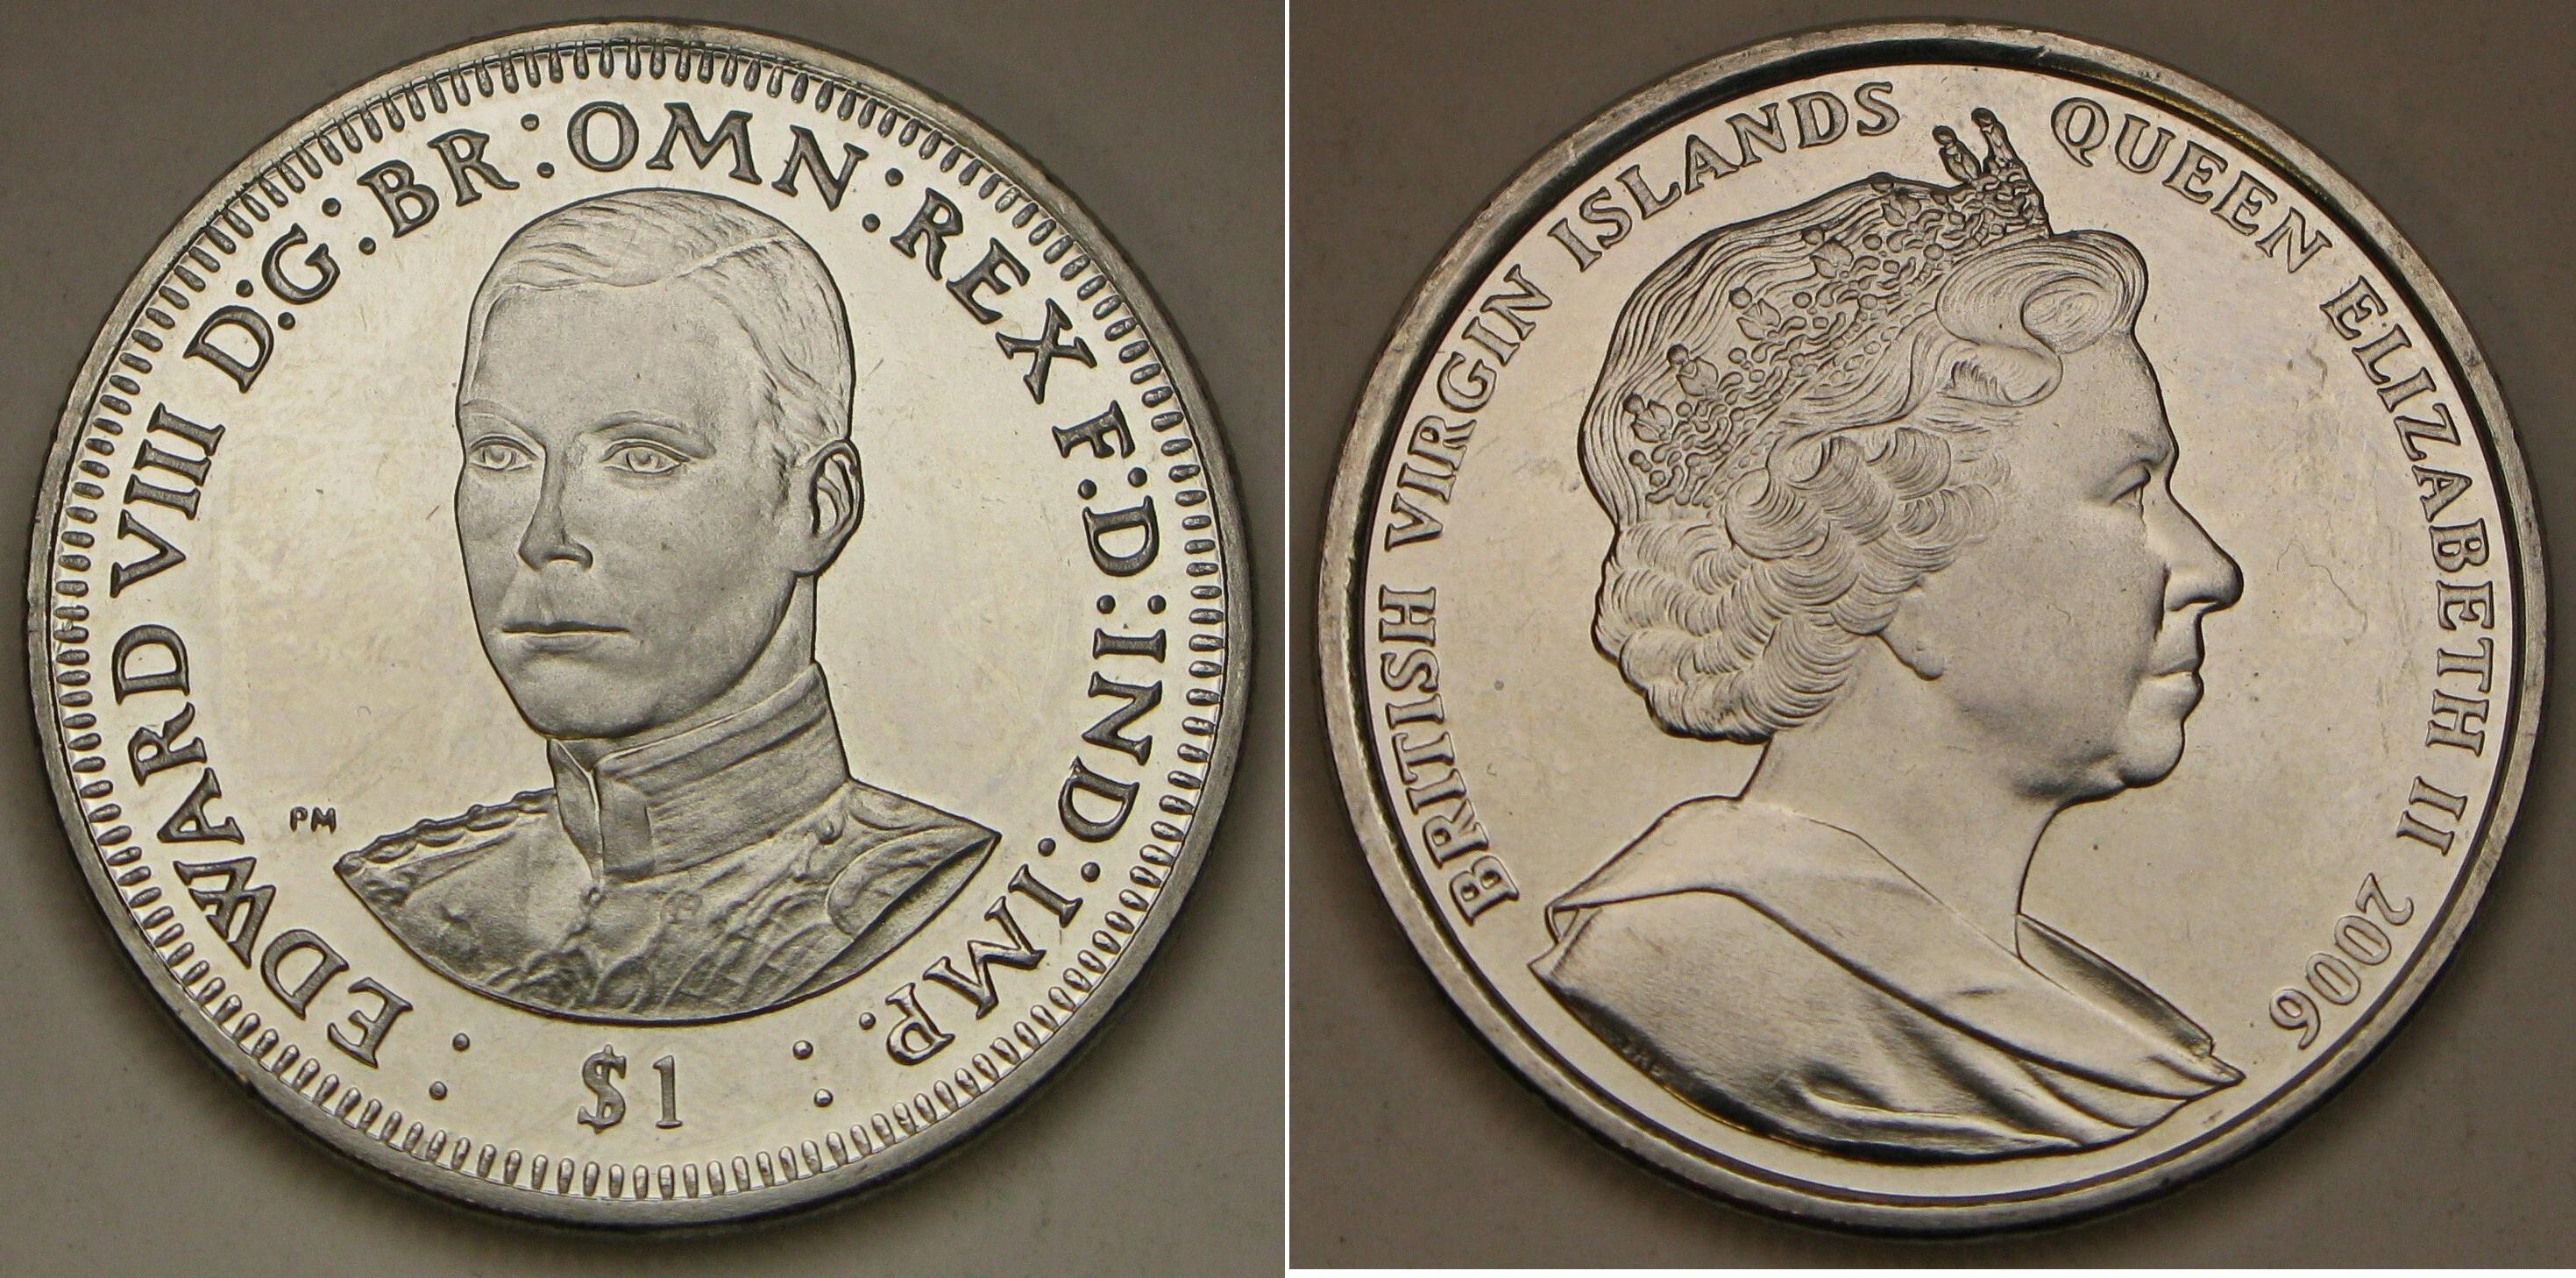 EDWARD VIII D:G:BR:OMN:REX F:D:IND:IMP:
PM
: $1 :
BRITISH VIRGIN ISLANDS QUEEN ELIZABETH II 2006